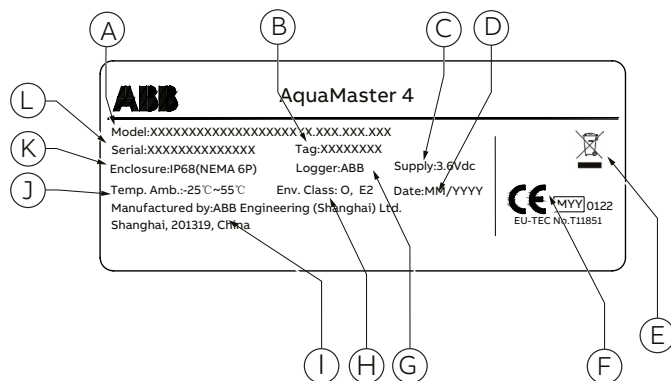 A
B
C
D
ABB
AquaMaster 4
L
Model:XXXXXXXXXXXXXXXXXXXXXX.XXX.XXX.XXX
Serial:XXXXXXXXXXXXXX
Tag:XXXXXXXX
K
Enclosure:IP68(NEMA 6P)
Logger:ABB
Supply:3.6Vdc
J
Temp. Amb.:-25℃~55℃
Env. Class: O, E2
Date:MM/YYYY
Manufactured by:ABB Engineering (Shanghai) Ltd.
CE MYY 0122
Shanghai, 201319, China
EU-TEC No.T11851
E
I
H
G
F